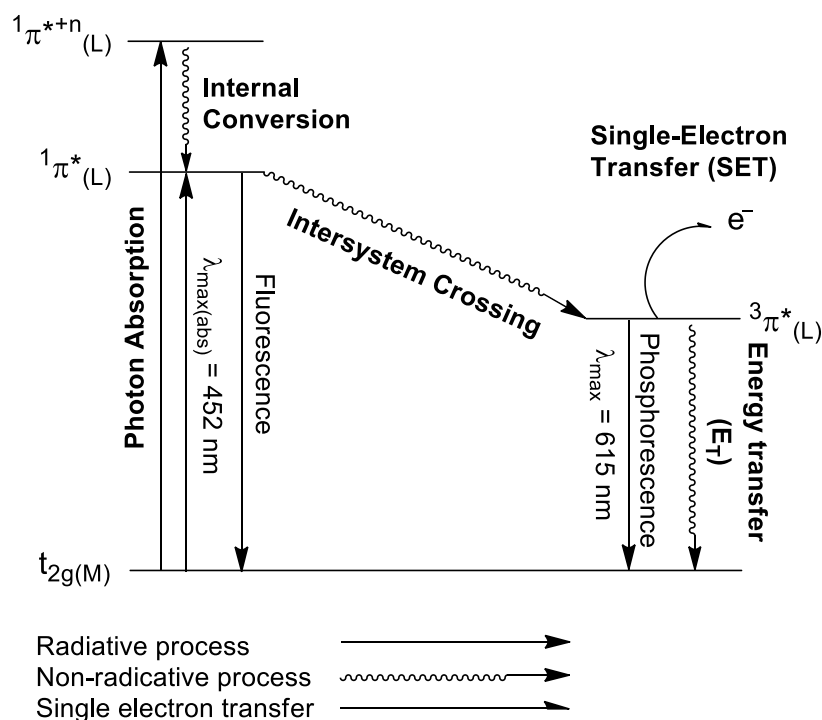 ¹π*⁺ⁿ(L)
Internal
Conversion
Single-Electron
Transfer (SET)
¹π*(L)
e⁻
Photon Absorption
λmax(abs) = 452 nm
Fluorescence
Intersystem Crossing
³π*(L)
λmax = 615 nm
Phosphorescence
Energy transfer
(ET)
t2g(M)
Radiative process
Non-radicative process
Single electron transfer